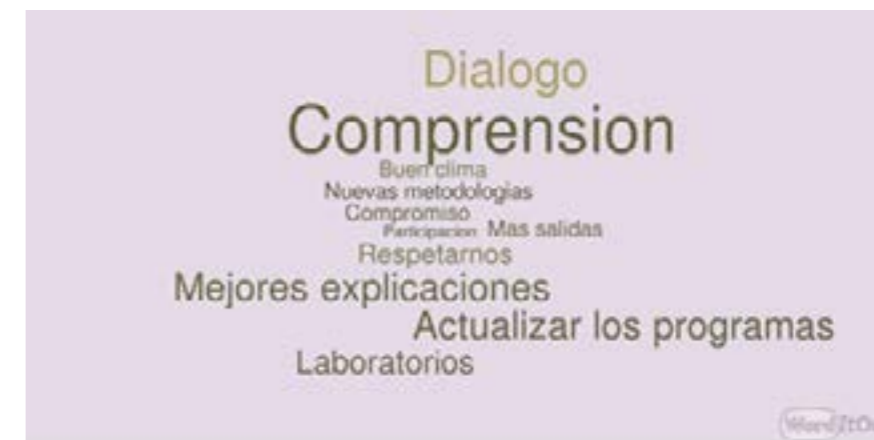 Dialogo
Comprension
Buen clima
Nuevas metodologias
Compromiso
Participacion Mas salidas
Respetarnos
Mejores explicaciones
Actualizar los programas
Laboratorios